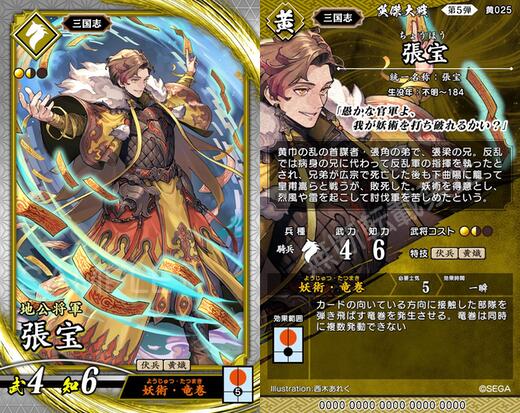 三国志
地公将軍
張宝
伏兵 黄熾
武4 知6
ようじゅつ・たつまき
妖術・竜巻
黄
三国志
英傑大戦
第5弾
黄025
ちょうほう
張宝
統一名称：張宝
生没年：不明～184
「愚かな官軍よ、
我が妖術を打ち破れるかい？」
黄巾の乱の首謀者・張角の弟で、張梁の兄。反乱
では病身の兄に代わって反乱軍の指揮を執ったと
され、兄弟が広宗で死亡した後も下曲陽に籠って
皇甫嵩らと戦うが、敗死した。妖術を得意とし、
烈風や雷を起こして討伐軍を苦しめたという。
兵種 武力 知力 武将コスト
騎兵 4 6 特技 伏兵 黄熾
ようじゅつ・たつまき 必要士気 効果時間
妖術・竜巻 5 一瞬
効果範囲
カードの向いている方向に接触した部隊を
弾き飛ばす竜巻を発生させる。竜巻は同時
に複数発動できない
Illustration:西木あれく
©SEGA
0000 0000 0000 0000 0000